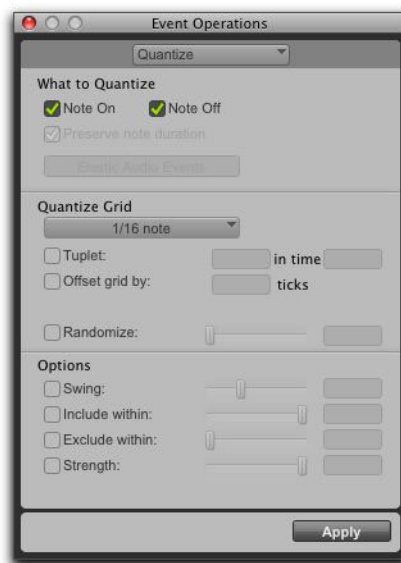 Event Operations
Quantize
What to Quantize
Note On Note Off
Preserve note duration
Elastic Audio Events
Quantize Grid
1/16 note
Tuplet: in time
Offset grid by: ticks
Randomize:
Options
Swing:
Include within:
Exclude within:
Strength:
Apply